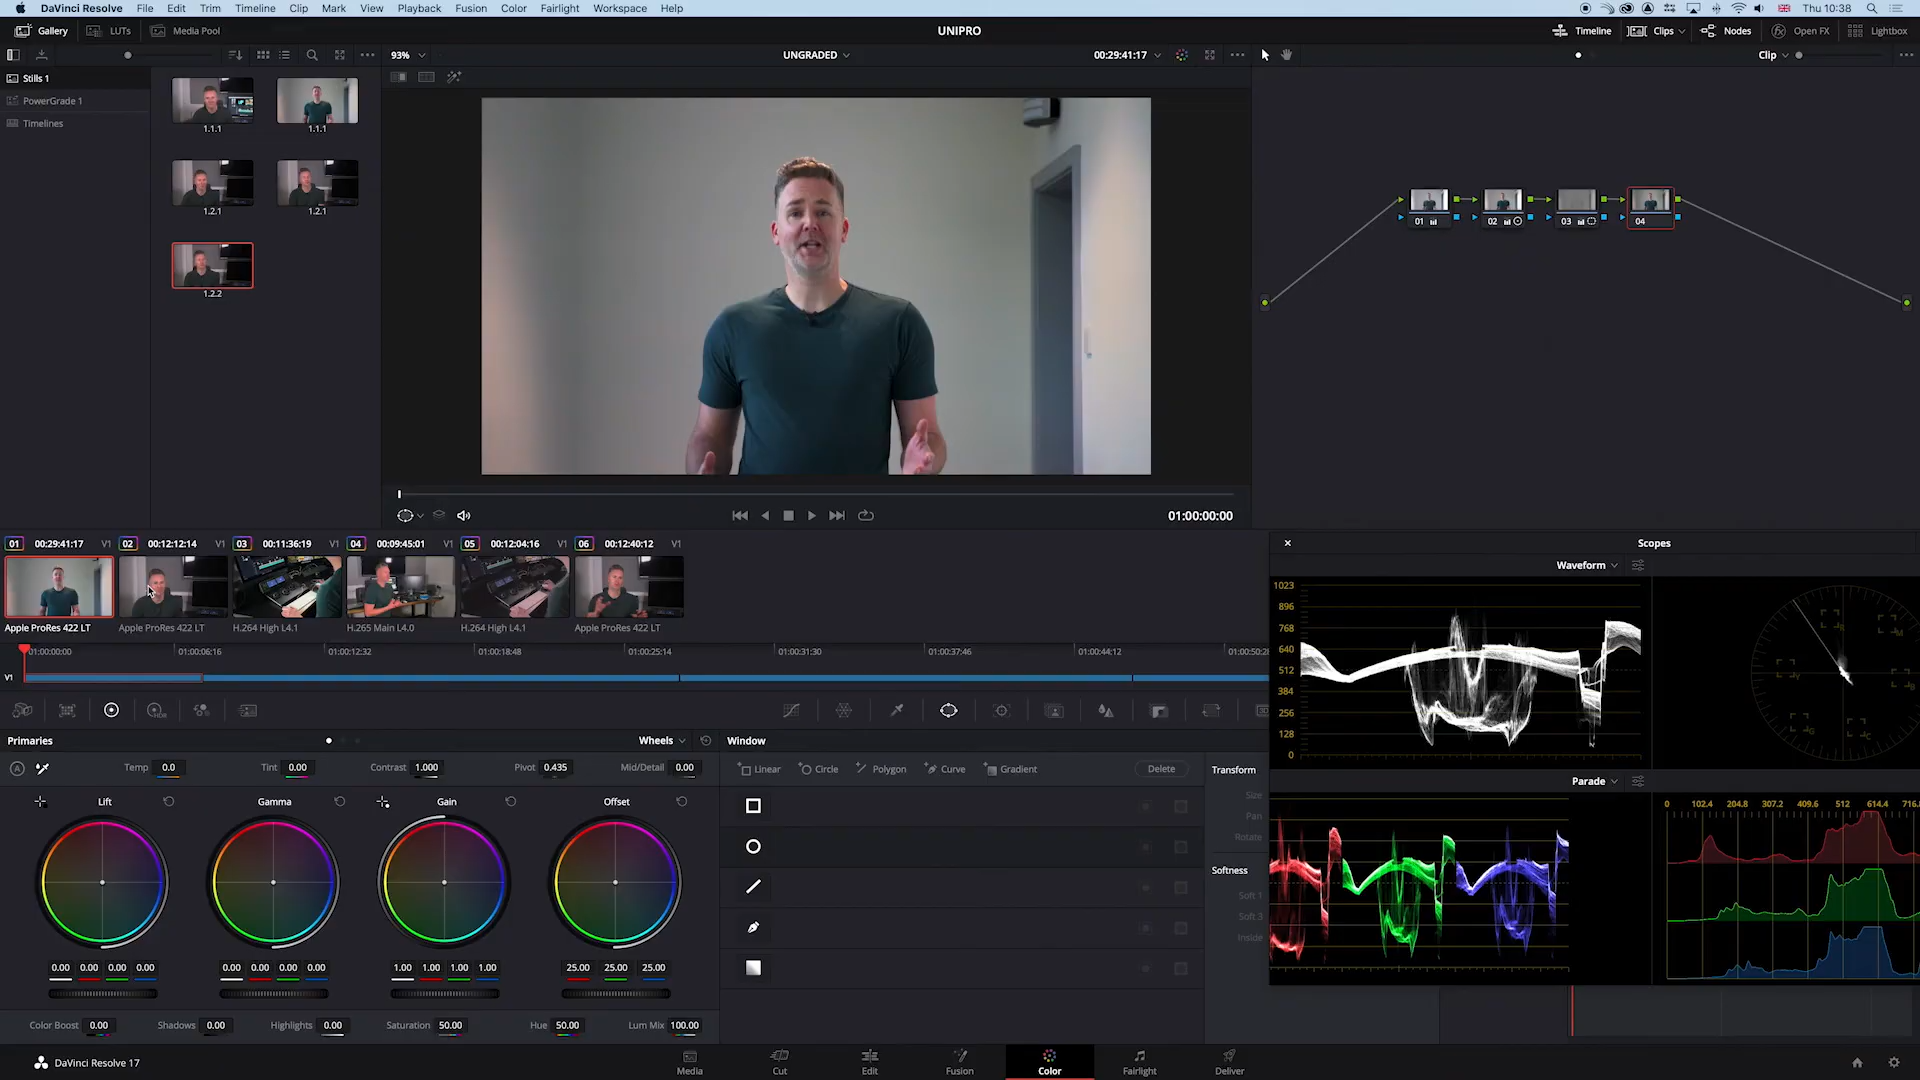 DaVinci Resolve File Edit Trim Timeline Clip Mark View Playback Fusion Color Fairlight Workspace Help Thu 10:38
Gallery LUTs Media Pool UNIPRO Timeline Clips Nodes Open FX Lightbox
93% UNGRADED 00:29:41:17 Clip
Stills 1
PowerGrade 1
Timelines
1.1.1 1.1.1
1.2.1 1.2.1
1.2.2
01 02 03 04
01:00:00:00
01 00:29:41:17 V1 02 00:12:12:14 V1 03 00:11:36:19 V1 04 00:09:45:01 V1 05 00:12:04:16 V1 06 00:12:40:12 V1
Apple ProRes 422 LT Apple ProRes 422 LT H.264 High L4.1 H.265 Main L4.0 H.264 High L4.1 Apple ProRes 422 LT
01:00:00:00 01:00:06:16 01:00:12:32 01:00:18:48 01:00:25:14 01:00:31:30 01:00:37:46 01:00:44:12 01:00:50:28
V1
Scopes
Waveform
1023
896
768
640
512
384
256
128
0
Parade
0 102.4 204.8 307.2 409.6 512 614.4 716.
Primaries Wheels Window
Temp 0.0 Tint 0.00 Contrast 1.000 Pivot 0.435 Mid/Detail 0.00
Linear Circle Polygon Curve Gradient Delete Transform
Lift Gamma Gain Offset
Size
Pan
Rotate
Softness
Soft 1
Soft 3
Inside
0.00 0.00 0.00 0.00 0.00 0.00 0.00 0.00 1.00 1.00 1.00 1.00 25.00 25.00 25.00
Color Boost 0.00 Shadows 0.00 Highlights 0.00 Saturation 50.00 Hue 50.00 Lum Mix 100.00
DaVinci Resolve 17 Media Cut Edit Fusion Color Fairlight Deliver